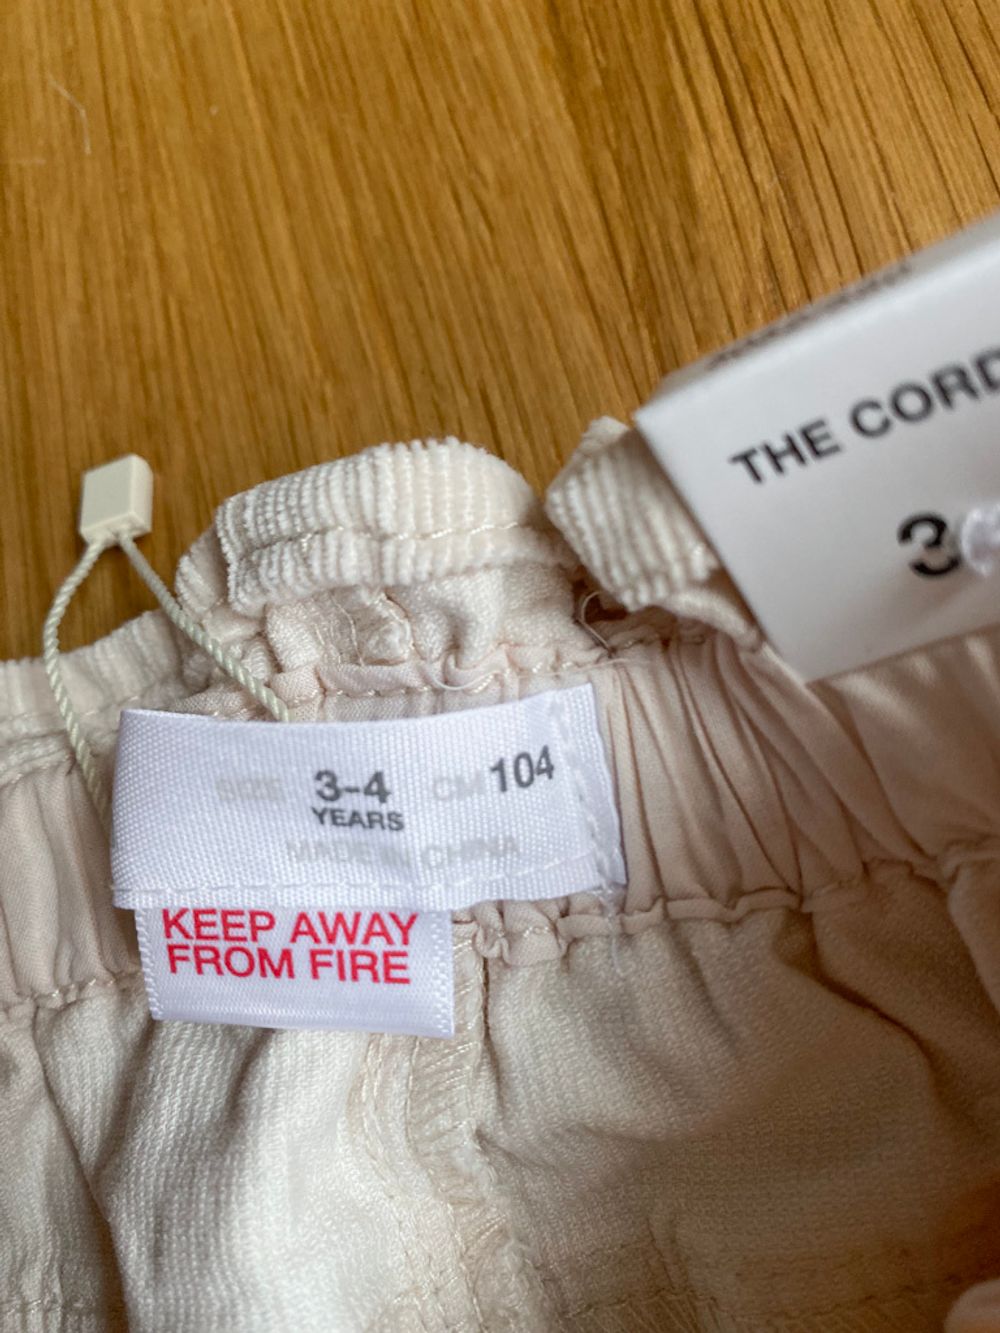 THE CORD
3
SIZE 3-4 CM 104
YEARS
MADE IN CHINA
KEEP AWAY
FROM FIRE